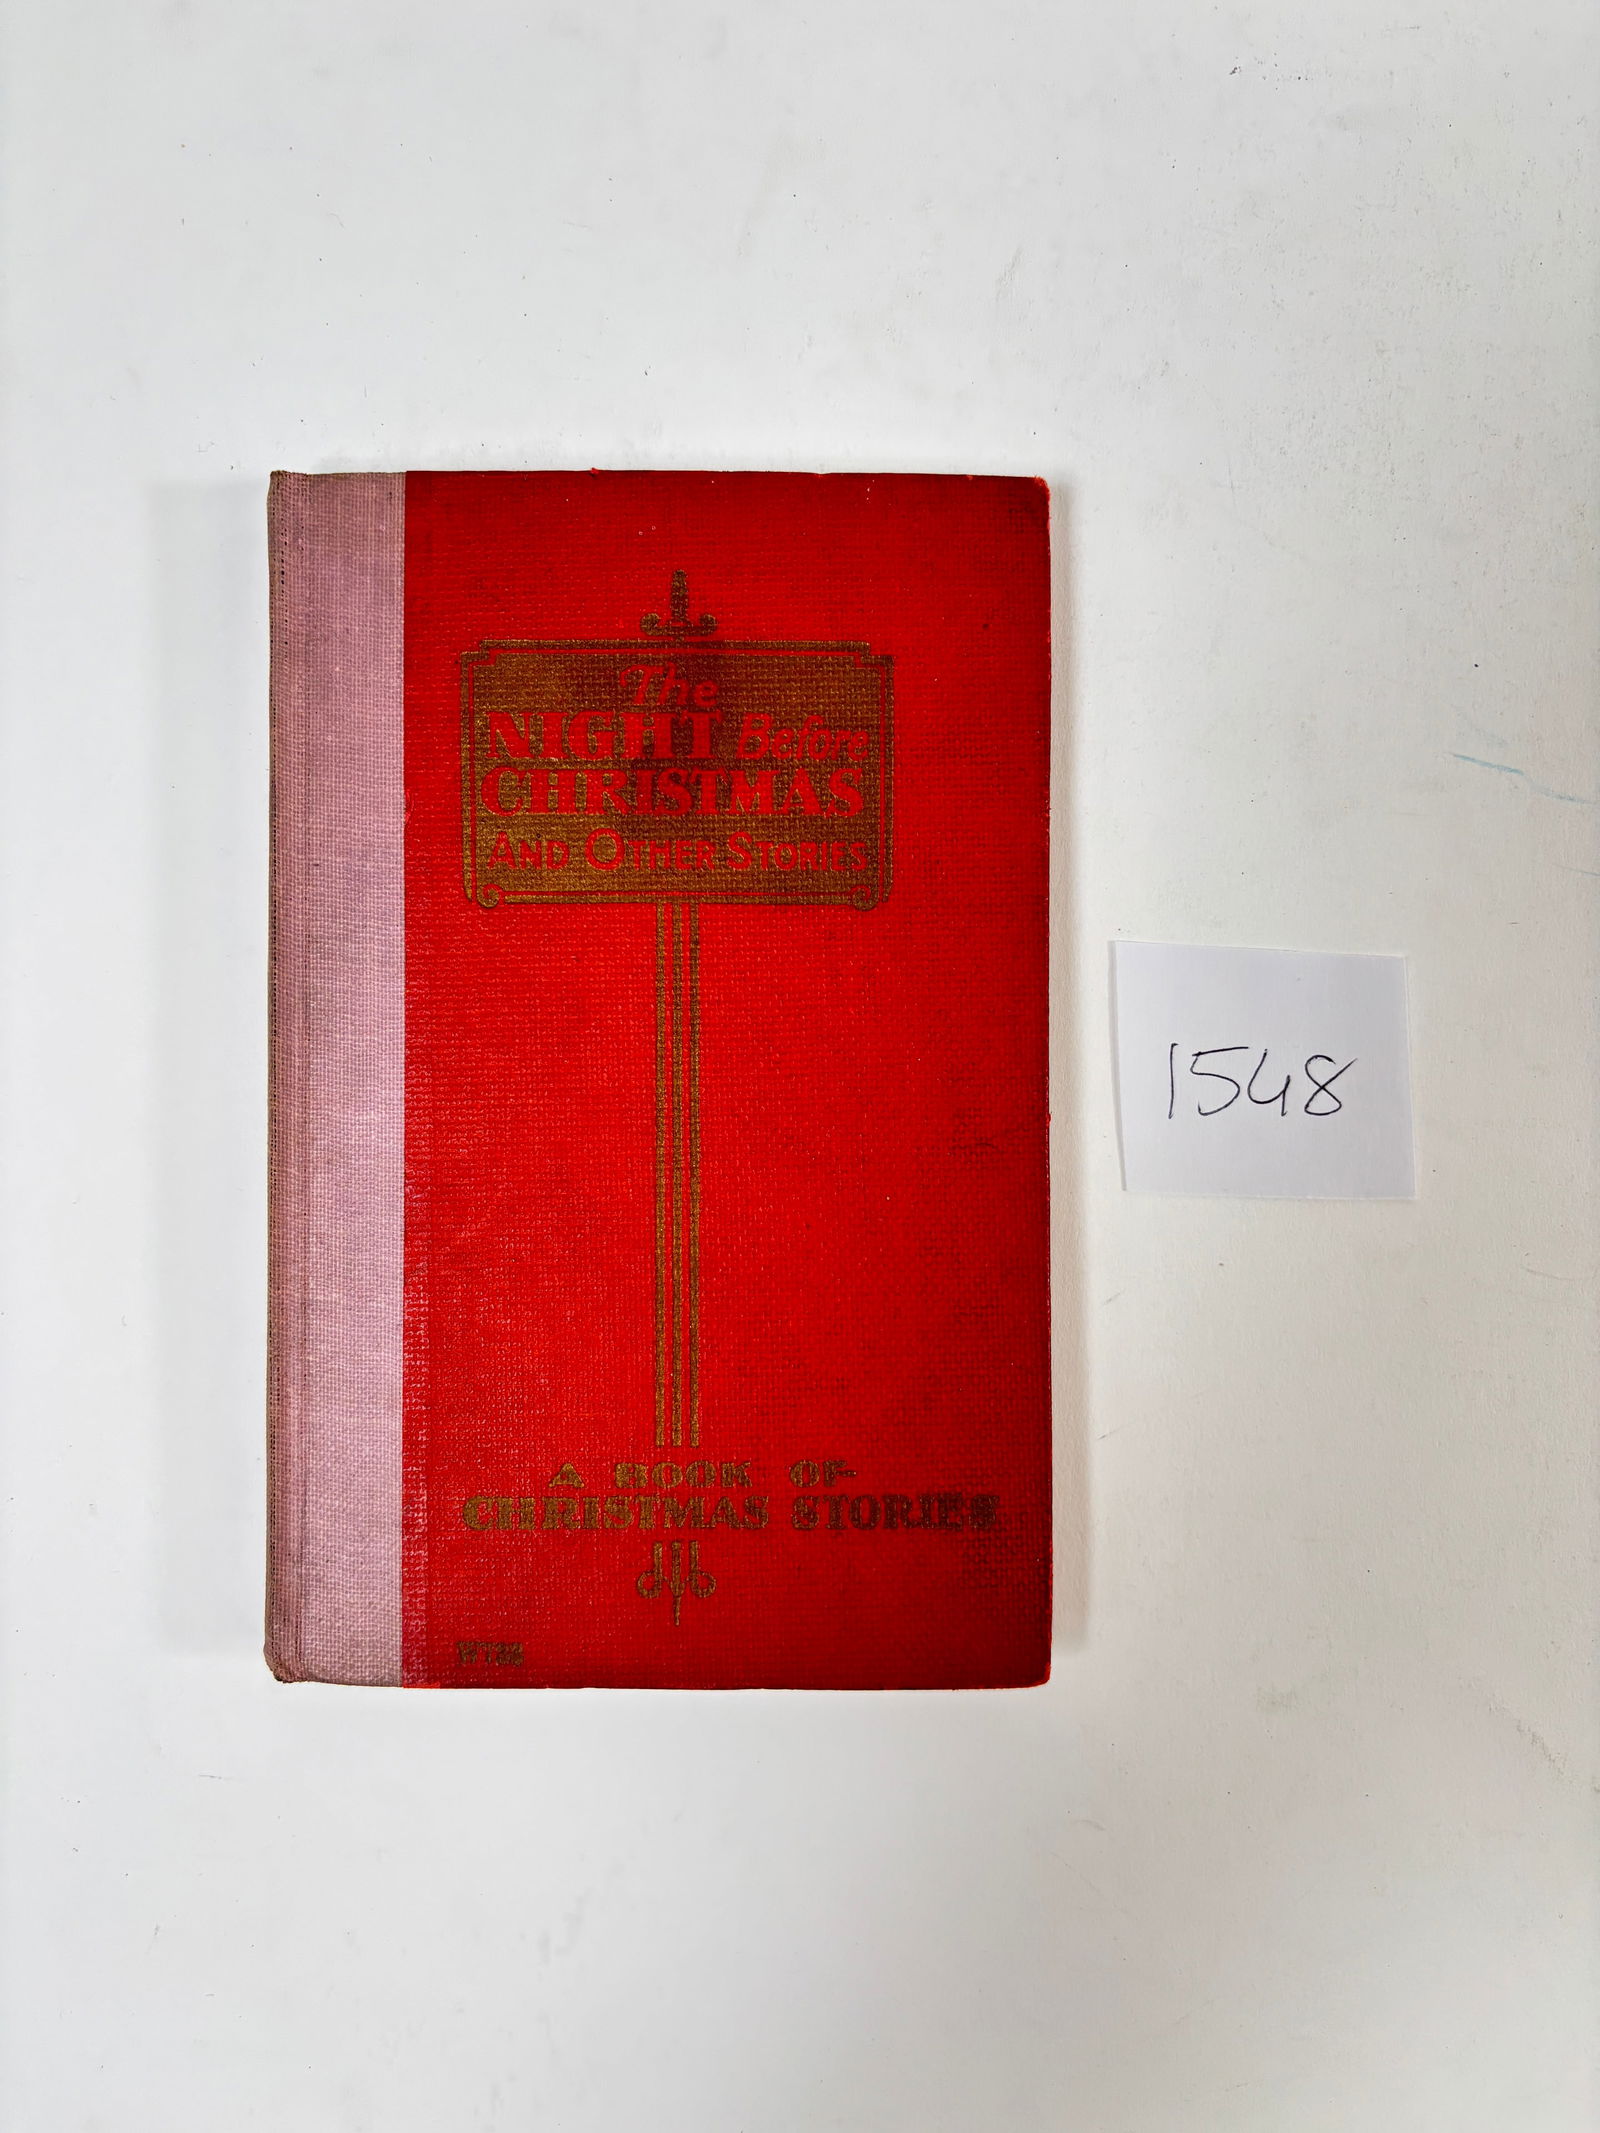 The
NIGHT Before
CHRISTMAS
AND OTHER STORIES
A BOOK OF
CHRISTMAS STORIES
1548